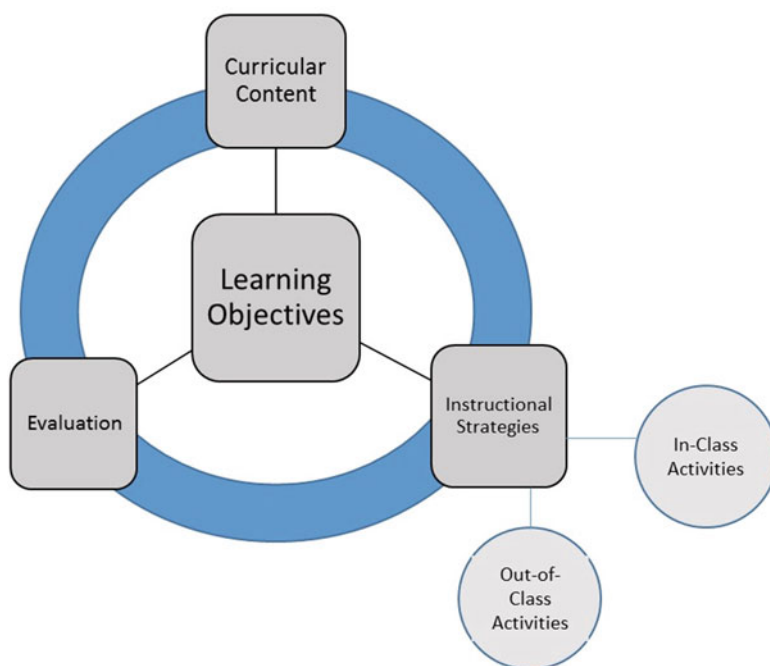 Curricular
Content
Learning
Objectives
Evaluation
Instructional
Strategies
In-Class
Activities
Out-of-
Class
Activities